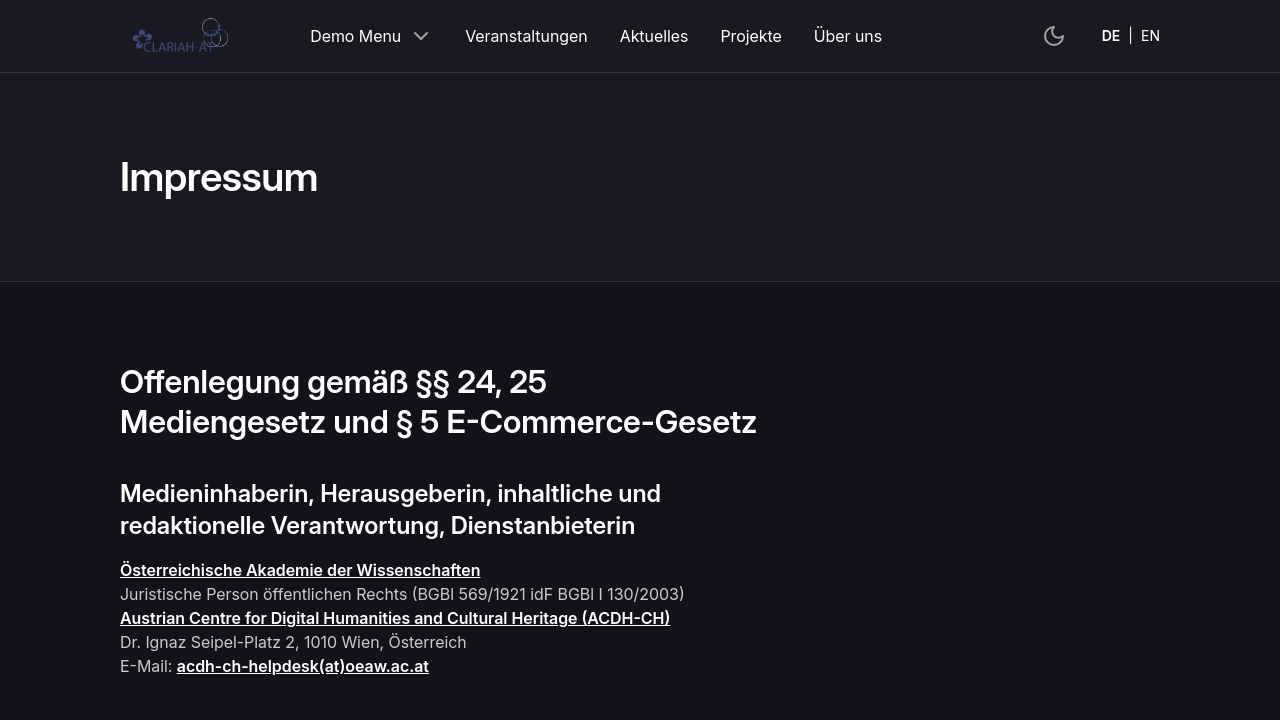 CLARIAH-AT
Demo Menu
Veranstaltungen
Aktuelles
Projekte
Über uns
DE | EN
Impressum
Offenlegung gemäß §§ 24, 25
Mediengesetz und § 5 E-Commerce-Gesetz
Medieninhaberin, Herausgeberin, inhaltliche und
redaktionelle Verantwortung, Dienstanbieterin
Österreichische Akademie der Wissenschaften
Juristische Person öffentlichen Rechts (BGBl 569/1921 idF BGBl I 130/2003)
Austrian Centre for Digital Humanities and Cultural Heritage (ACDH-CH)
Dr. Ignaz Seipel-Platz 2, 1010 Wien, Österreich
E-Mail: acdh-ch-helpdesk(at)oeaw.ac.at